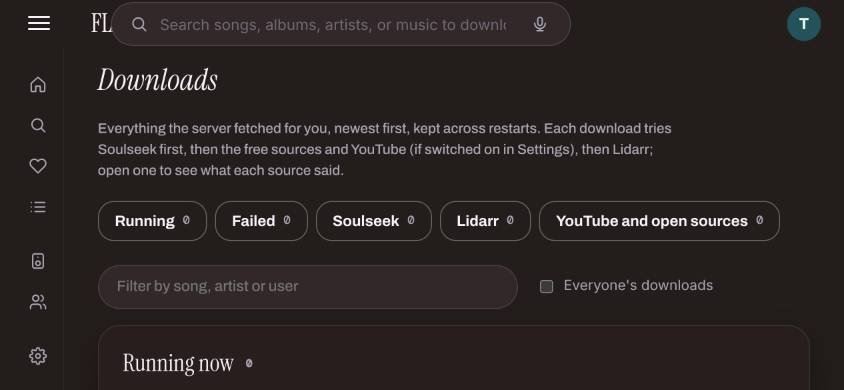 FL
Search songs, albums, artists, or music to downl
T
Downloads
Everything the server fetched for you, newest first, kept across restarts. Each download tries
Soulseek first, then the free sources and YouTube (if switched on in Settings), then Lidarr;
open one to see what each source said.
Running 0
Failed 0
Soulseek 0
Lidarr 0
YouTube and open sources 0
Filter by song, artist or user
Everyone's downloads
Running now 0